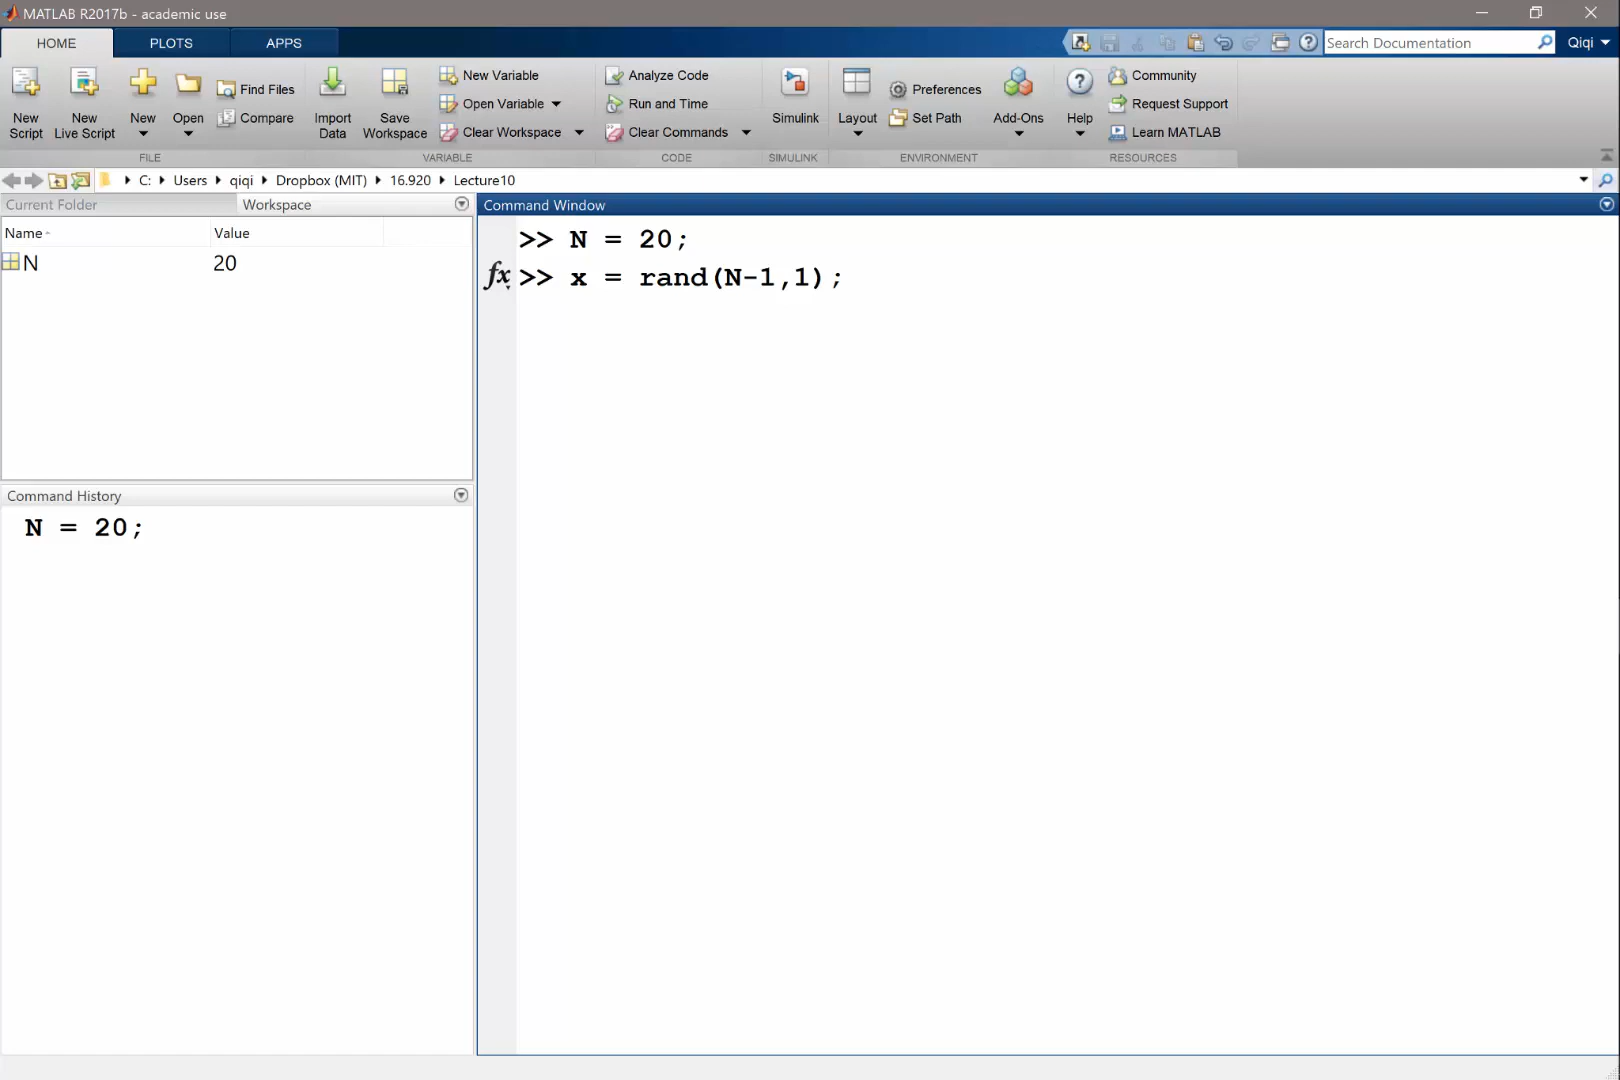 MATLAB R2017b - academic use
HOME
PLOTS
APPS
Search Documentation
Qiqi
New Script
New Live Script
New
Open
Find Files
Compare
Import Data
Save Workspace
New Variable
Open Variable
Clear Workspace
Analyze Code
Run and Time
Clear Commands
Simulink
Layout
Preferences
Set Path
Add-Ons
Help
Community
Request Support
Learn MATLAB
FILE
VARIABLE
CODE
SIMULINK
ENVIRONMENT
RESOURCES
C:
Users
qiqi
Dropbox (MIT)
16.920
Lecture10
Current Folder
Workspace
Name
Value
N
20
Command History
N = 20;
Command Window
>> N = 20;
fx >> x = rand(N-1,1);